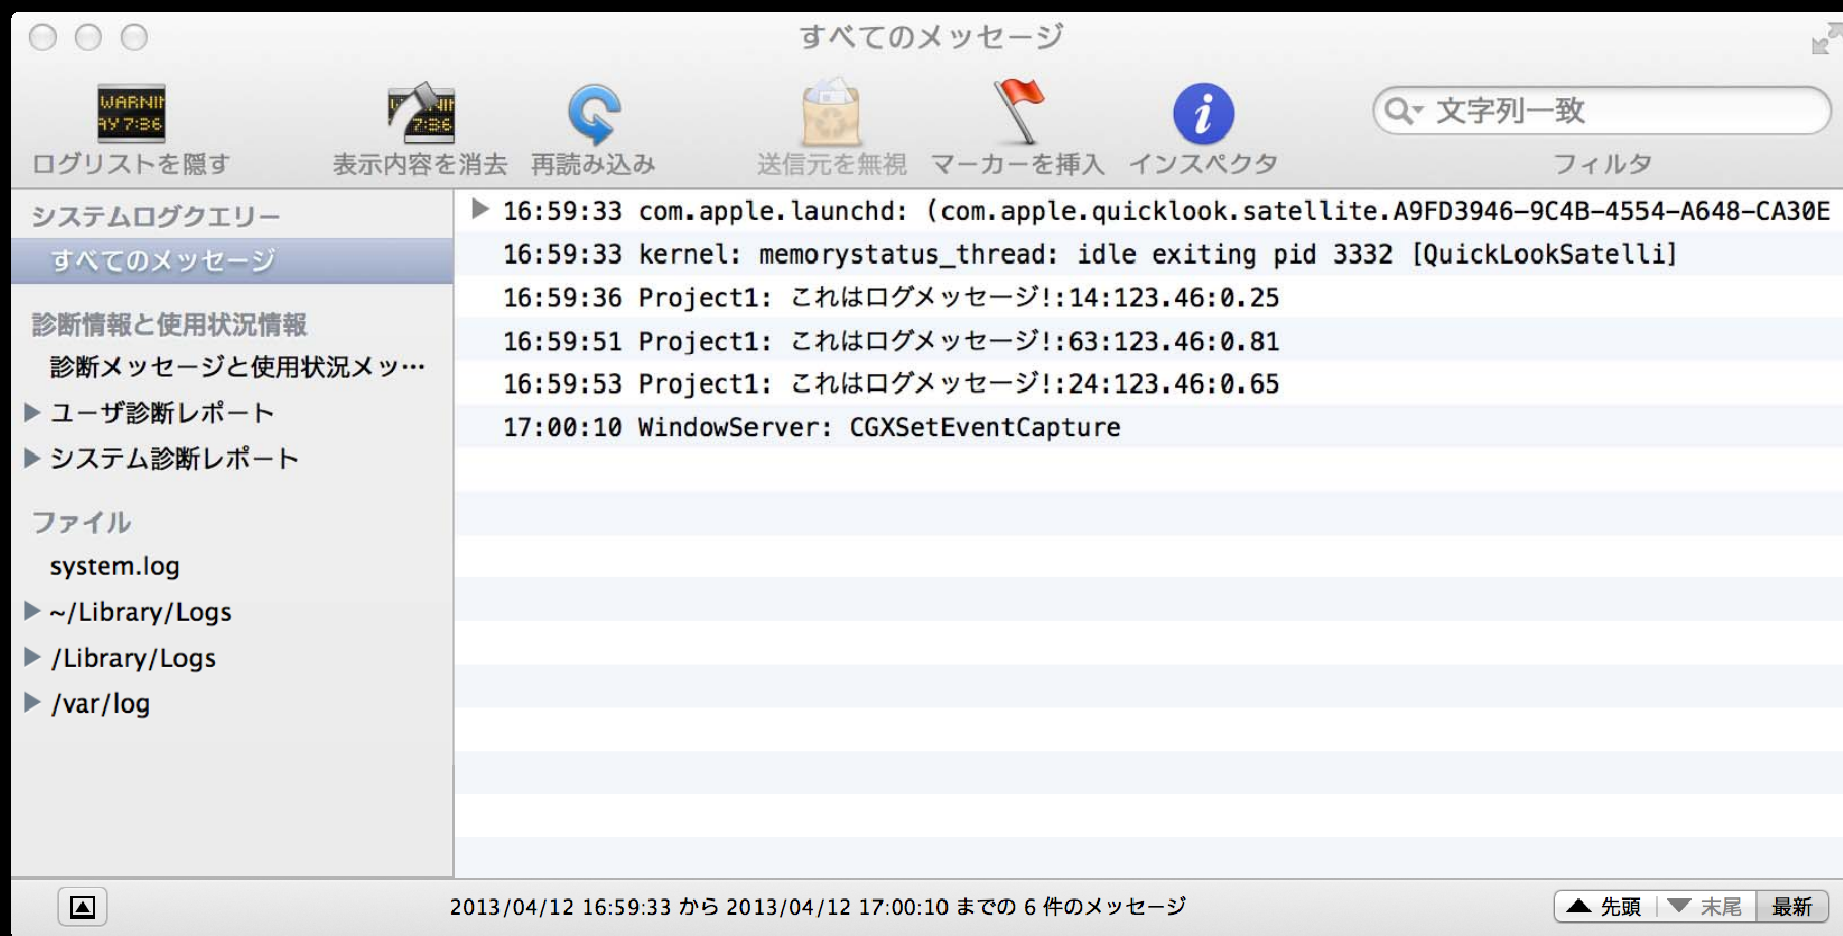 すべてのメッセージ
WARNIN
AY 7:36
7:36
ログリストを隠す
表示内容を消去
再読み込み
送信元を無視
マーカーを挿入
インスペクタ
文字列一致
フィルタ
システムログクエリー
すべてのメッセージ
診断情報と使用状況情報
診断メッセージと使用状況メッ…
ユーザ診断レポート
システム診断レポート
ファイル
system.log
~/Library/Logs
/Library/Logs
/var/log
16:59:33 com.apple.launchd: (com.apple.quicklook.satellite.A9FD3946-9C4B-4554-A648-CA30E
16:59:33 kernel: memorystatus_thread: idle exiting pid 3332 [QuickLookSatelli]
16:59:36 Project1: これはログメッセージ!:14:123.46:0.25
16:59:51 Project1: これはログメッセージ!:63:123.46:0.81
16:59:53 Project1: これはログメッセージ!:24:123.46:0.65
17:00:10 WindowServer: CGXSetEventCapture
2013/04/12 16:59:33 から 2013/04/12 17:00:10 までの 6 件のメッセージ
先頭
末尾
最新